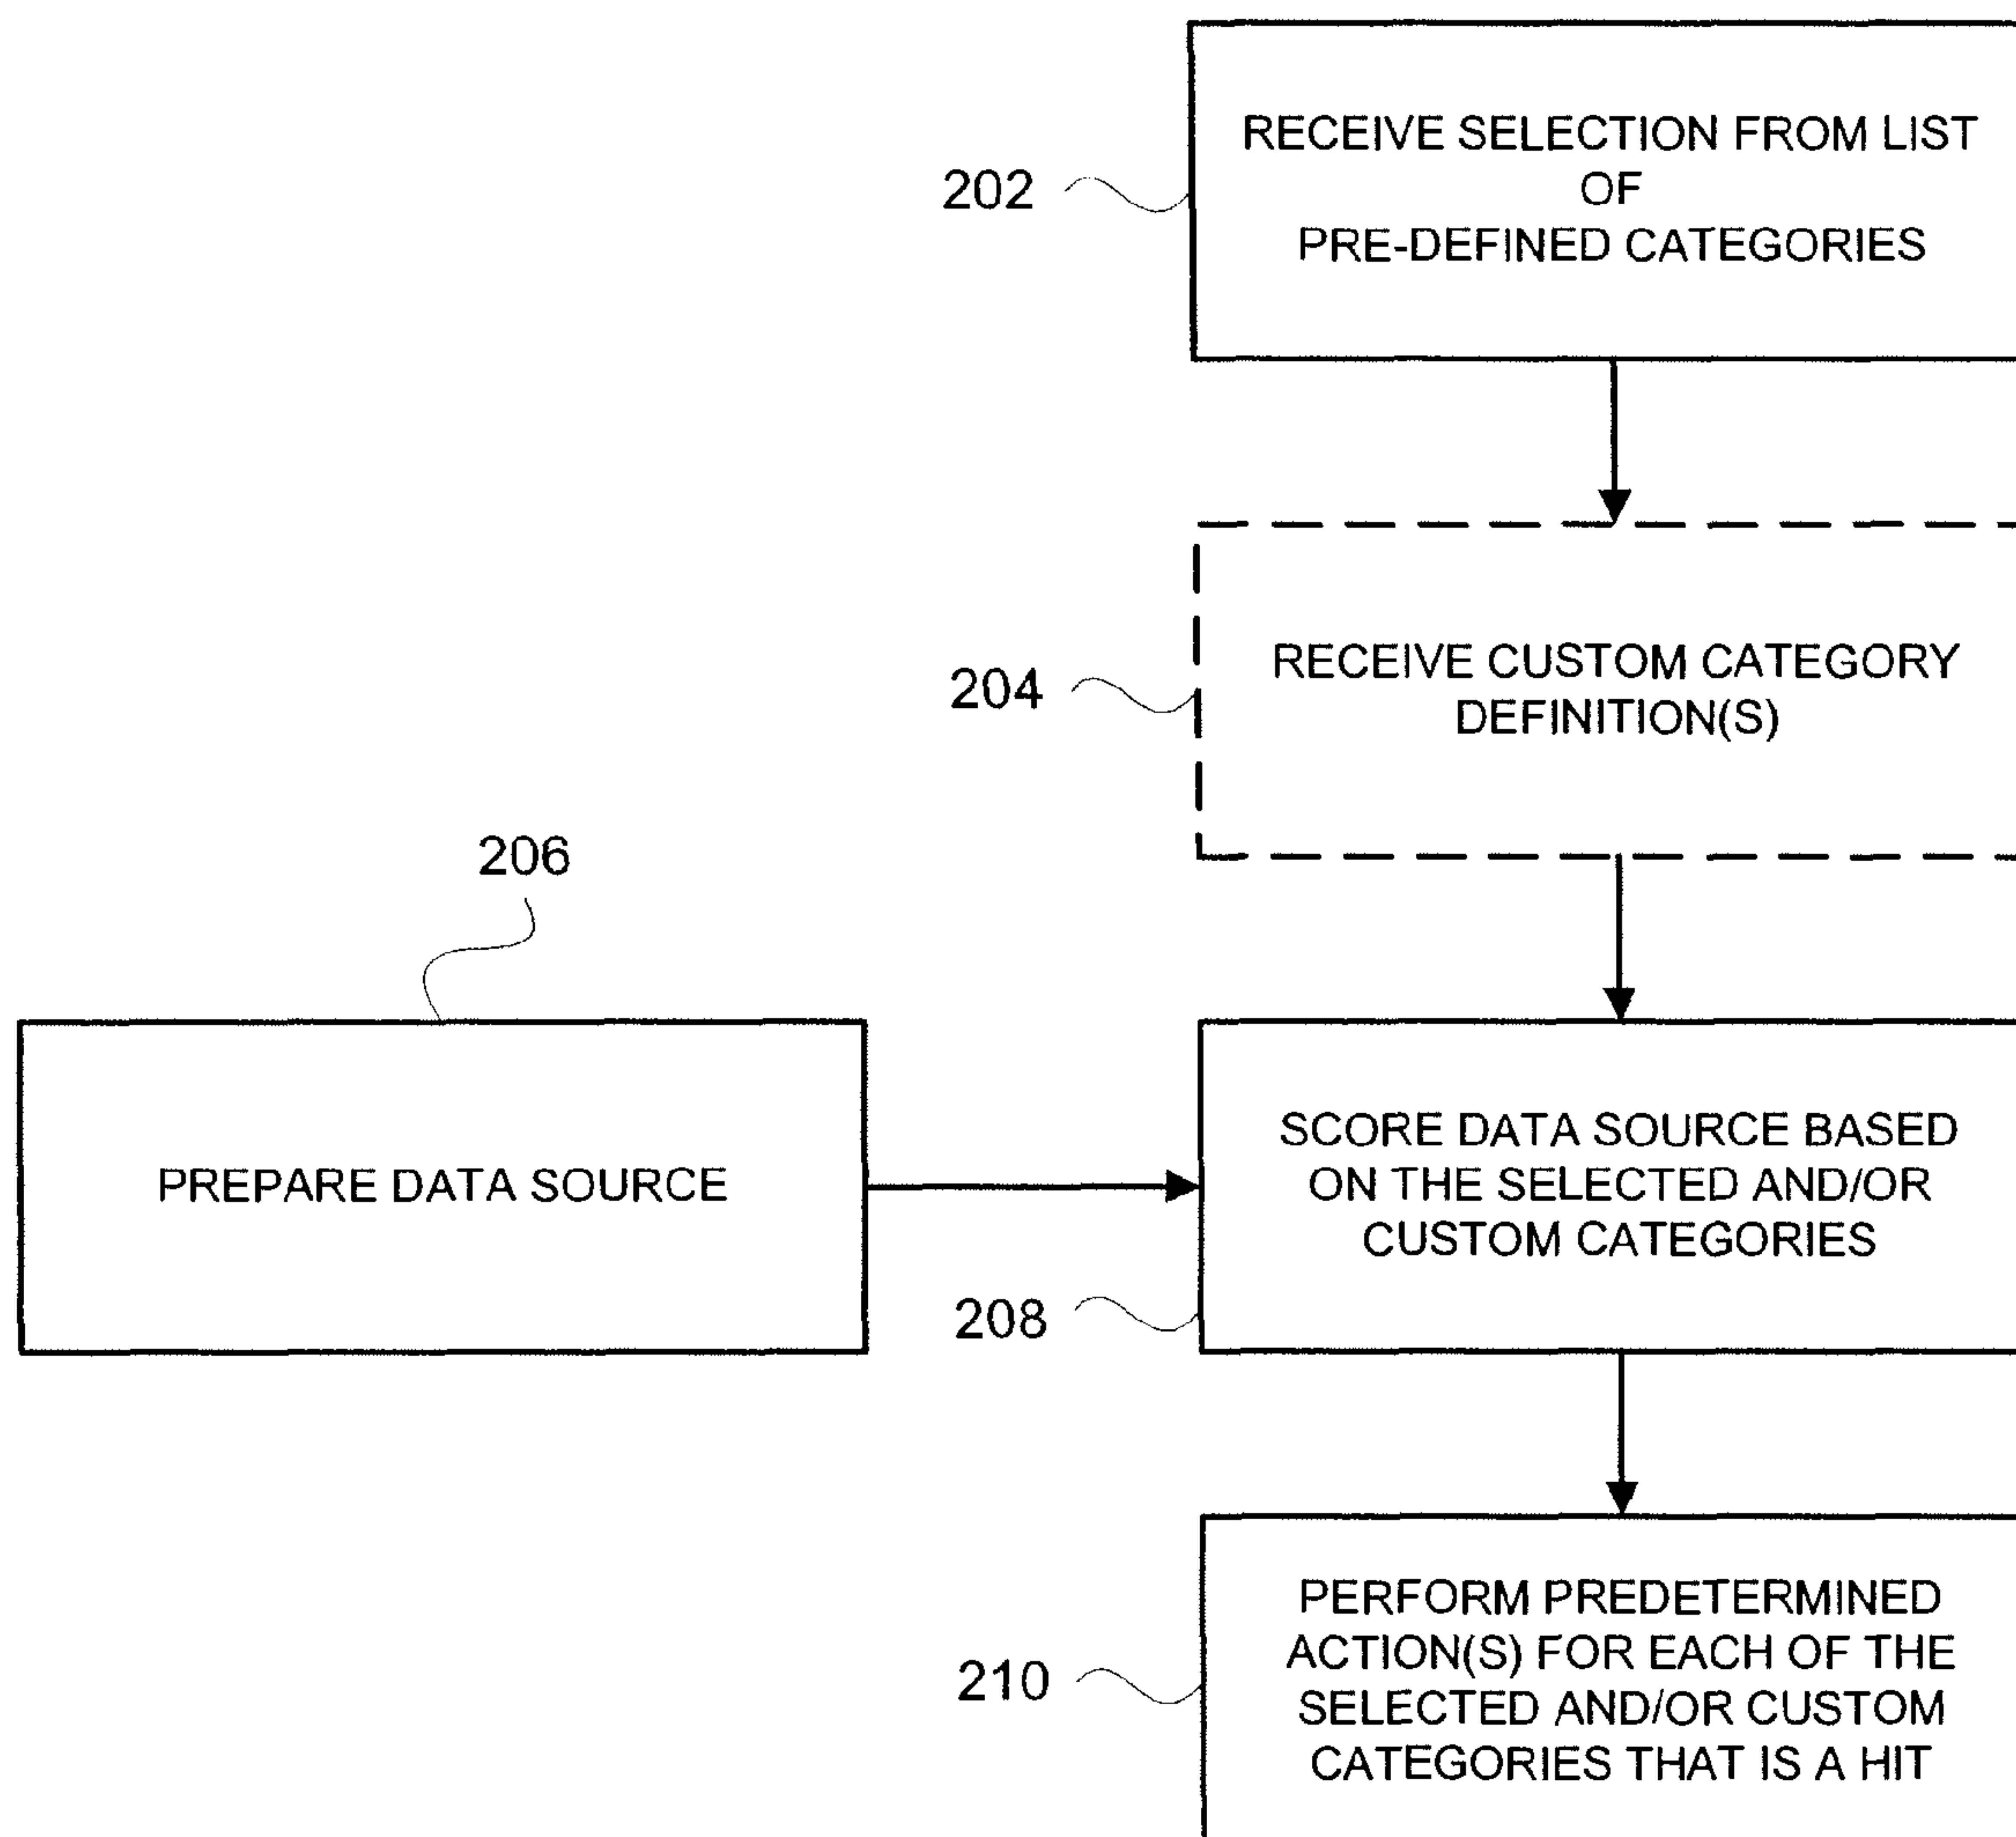 202
RECEIVE SELECTION FROM LIST
OF
PRE-DEFINED CATEGORIES
204
RECEIVE CUSTOM CATEGORY
DEFINITION(S)
206
PREPARE DATA SOURCE
208
SCORE DATA SOURCE BASED
ON THE SELECTED AND/OR
CUSTOM CATEGORIES
210
PERFORM PREDETERMINED
ACTION(S) FOR EACH OF THE
SELECTED AND/OR CUSTOM
CATEGORIES THAT IS A HIT